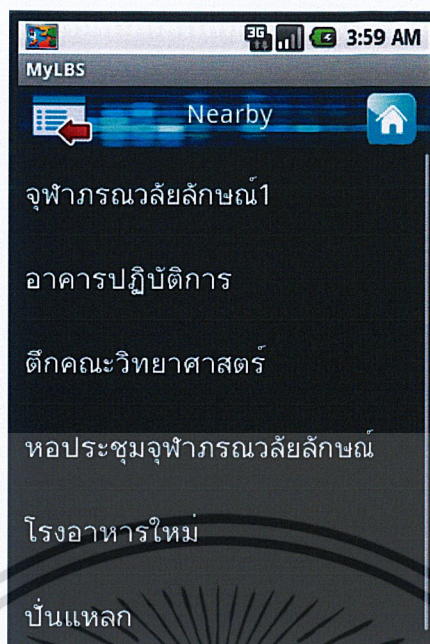 3G 3:59 AM
MyLBS
Nearby
จุฬาภรณวลัยลักษณ์1
อาคารปฏิบัติการ
ตึกคณะวิทยาศาสตร์
หอประชุมจุฬาภรณวลัยลักษณ์
โรงอาหารใหม่
ปั่นแหลก